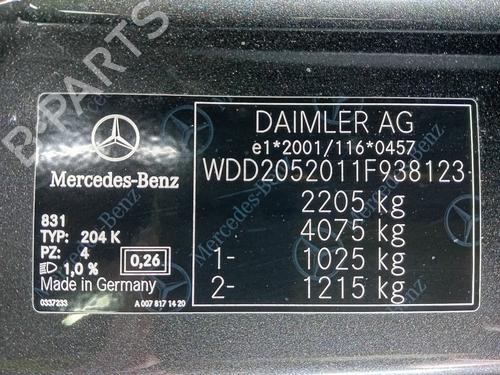 B-PARTS
Mercedes-Benz
831
TYP: 204 K
PZ: 4
1,0 % 0,26
Made in Germany
0337233 A 007 817 14 20
DAIMLER AG
e1*2001/116*0457
WDD2052011F938123
2205 kg
4075 kg
1- 1025 kg
2- 1215 kg